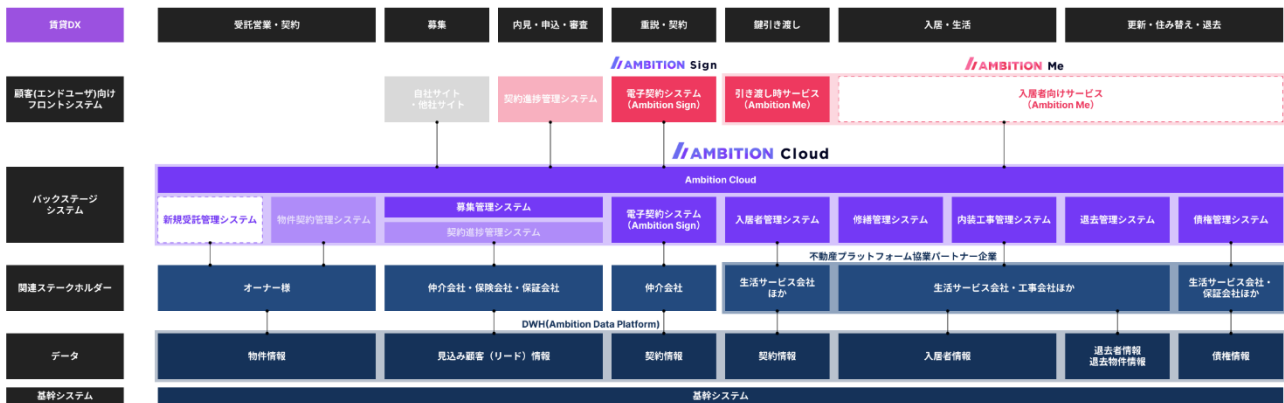 賃貸DX
受託営業・契約
募集
内見・申込・審査
重説・契約
鍵引き渡し
入居・生活
更新・住み替え・退去
AMBITION Sign
AMBITION Me
顧客(エンドユーザ)向け
フロントシステム
自社サイト
・他社サイト
契約進捗管理システム
電子契約システム
（Ambition Sign）
引き渡し時サービス
（Ambition Me）
入居者向けサービス
（Ambition Me）
AMBITION Cloud
バックステージ
システム
Ambition Cloud
新規受託管理システム
物件契約管理システム
募集管理システム
契約進捗管理システム
電子契約システム
（Ambition Sign）
入居者管理システム
修繕管理システム
内装工事管理システム
退去管理システム
債権管理システム
不動産プラットフォーム協業パートナー企業
関連ステークホルダー
オーナー様
仲介会社・保険会社・保証会社
仲介会社
生活サービス会社
ほか
生活サービス会社・工事会社ほか
生活サービス会社・
保証会社ほか
DWH(Ambition Data Platform)
データ
物件情報
見込み顧客（リード）情報
契約情報
契約情報
入居者情報
退去者情報
退去物件情報
債権情報
基幹システム
基幹システム